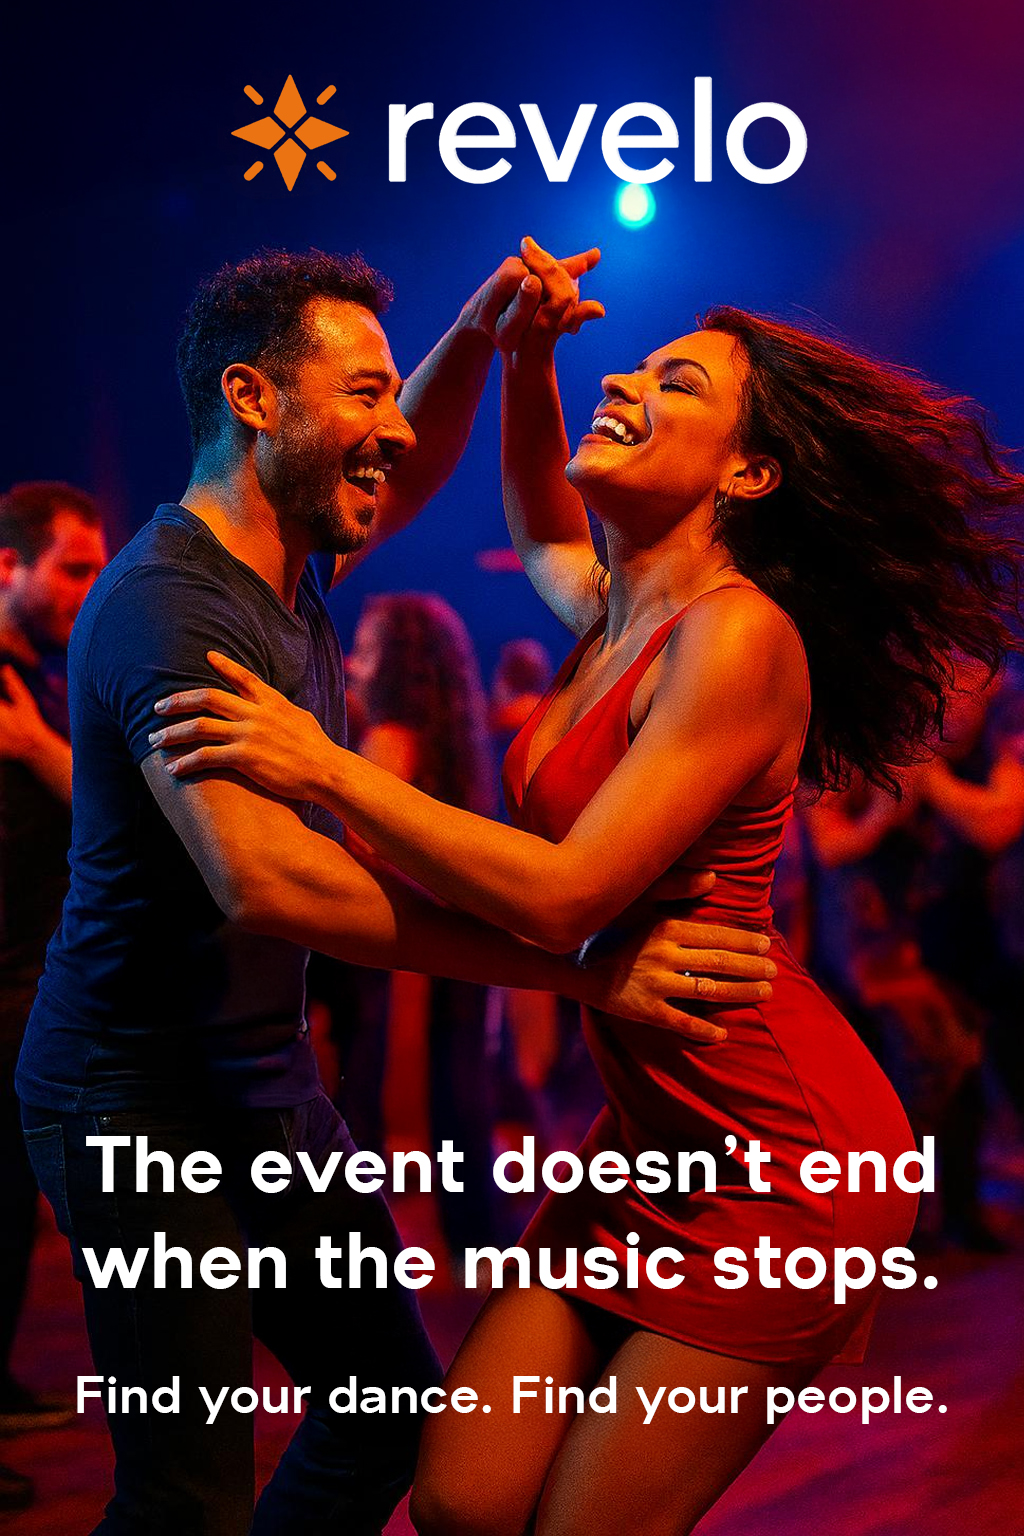 revelo
The event doesn’t end
when the music stops.
Find your dance. Find your people.